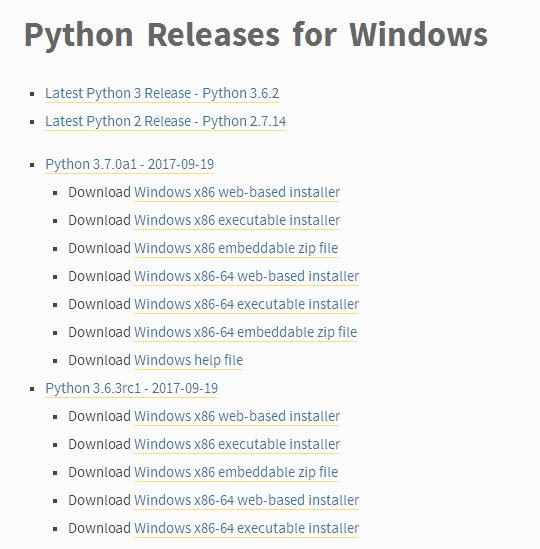 Python Releases for Windows
Latest Python 3 Release - Python 3.6.2
Latest Python 2 Release - Python 2.7.14
Python 3.7.0a1 - 2017-09-19
Download Windows x86 web-based installer
Download Windows x86 executable installer
Download Windows x86 embeddable zip file
Download Windows x86-64 web-based installer
Download Windows x86-64 executable installer
Download Windows x86-64 embeddable zip file
Download Windows help file
Python 3.6.3rc1 - 2017-09-19
Download Windows x86 web-based installer
Download Windows x86 executable installer
Download Windows x86 embeddable zip file
Download Windows x86-64 web-based installer
Download Windows x86-64 executable installer